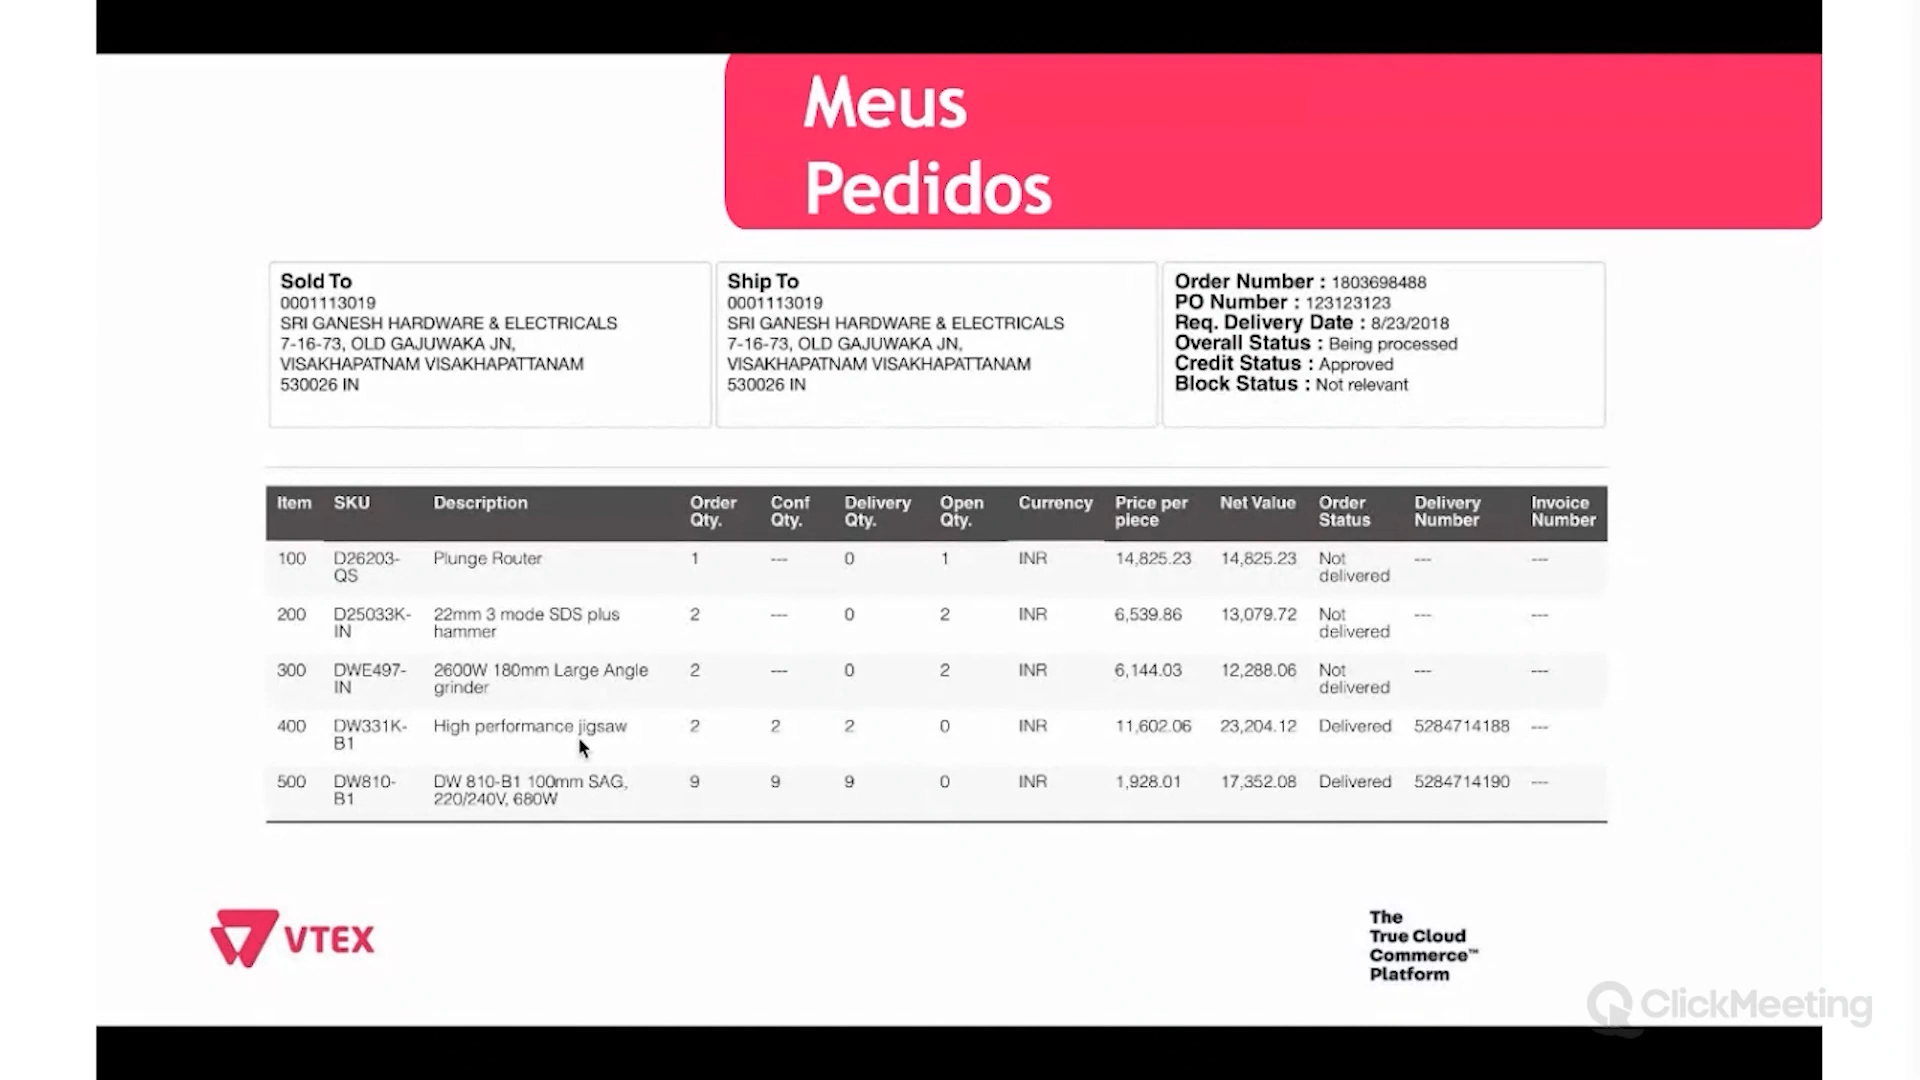 Meus
Pedidos
Sold To
0001113019
SRI GANESH HARDWARE & ELECTRICALS
7-16-73, OLD GAJUWAKA JN,
VISAKHAPATNAM VISAKHAPATTANAM
530026 IN
Ship To
0001113019
SRI GANESH HARDWARE & ELECTRICALS
7-16-73, OLD GAJUWAKA JN,
VISAKHAPATNAM VISAKHAPATTANAM
530026 IN
Order Number : 1803698488
PO Number : 123123123
Req. Delivery Date : 8/23/2018
Overall Status : Being processed
Credit Status : Approved
Block Status : Not relevant
Item SKU Description Order Qty. Conf Qty. Delivery Qty. Open Qty. Currency Price per piece Net Value Order Status Delivery Number Invoice Number
100 D26203-QS Plunge Router 1 --- 0 1 INR 14,825.23 14,825.23 Not delivered --- ---
200 D25033K-IN 22mm 3 mode SDS plus hammer 2 --- 0 2 INR 6,539.86 13,079.72 Not delivered --- ---
300 DWE497-IN 2600W 180mm Large Angle grinder 2 --- 0 2 INR 6,144.03 12,288.06 Not delivered --- ---
400 DW331K-B1 High performance jigsaw 2 2 2 0 INR 11,602.06 23,204.12 Delivered 5284714188 ---
500 DW810-B1 DW 810-B1 100mm SAG, 220/240V, 680W 9 9 9 0 INR 1,928.01 17,352.08 Delivered 5284714190 ---
VTEX
The
True Cloud
Commerce™
Platform
ClickMeeting